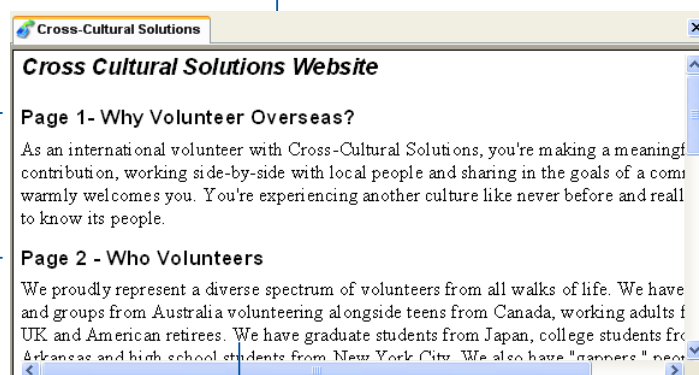 Cross-Cultural Solutions
Cross Cultural Solutions Website
Page 1- Why Volunteer Overseas?
As an international volunteer with Cross-Cultural Solutions, you're making a
contribution, working side-by-side with local people and sharing in the goals of a
warmly welcomes you. You're experiencing another culture like never before and
to know its people.
Page 2 - Who Volunteers
We proudly represent a diverse spectrum of volunteers from all walks of life. We have
and groups from Australia volunteering alongside teens from Canada, working adults
UK and American retirees. We have graduate students from Japan, college students
Arkansas and high school students from New York City. We also have "gappers,"